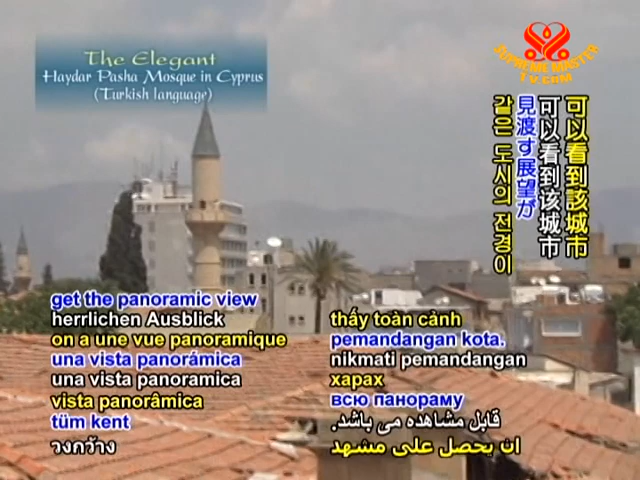 The Elegant
Haydar Pasha Mosque in Cyprus
(Turkish language)
SUPREME MASTER
TV.COM
可以看到該城市
可以看到该城市
見渡す展望が
같은 도시의 전경이
get the panoramic view
herrlichen Ausblick
on a une vue panoramique
una vista panorámica
una vista panoramica
vista panorâmica
tüm kent
วงกว้าง
thấy toàn cảnh
pemandangan kota.
nikmati pemandangan
харах
всю панораму
قابل مشاهده می باشد.
ان يحصل على مشهد